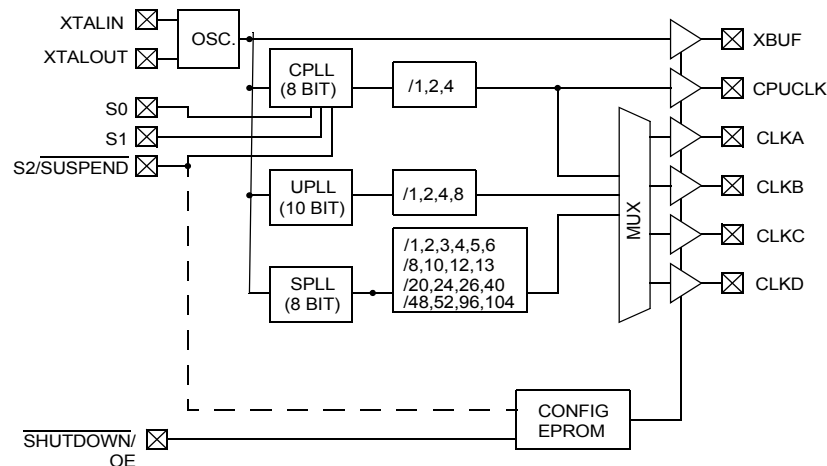 XTALIN
XTALOUT
OSC.
XBUF
CPLL
(8 BIT)
/1,2,4
CPUCLK
S0
S1
S2/SUSPEND
CLKA
CLKB
CLKC
CLKD
UPLL
(10 BIT)
/1,2,4,8
MUX
SPLL
(8 BIT)
/1,2,3,4,5,6
/8,10,12,13
/20,24,26,40
/48,52,96,104
CONFIG
EPROM
SHUTDOWN/
OE